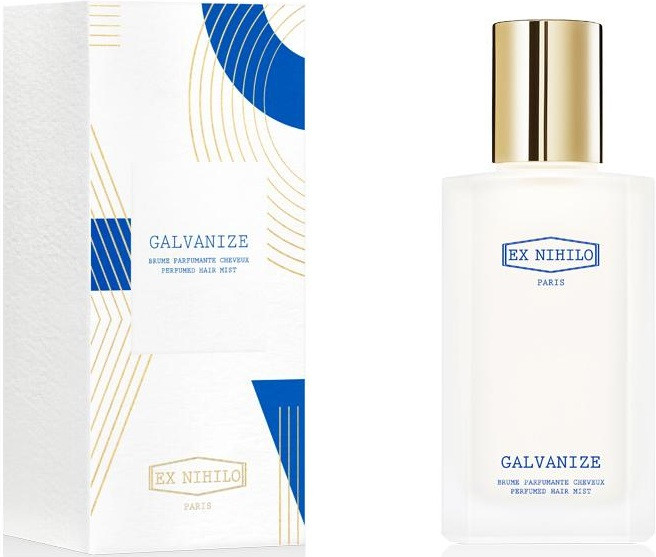 GALVANIZE
BRUME PARFUMANTE CHEVEUX
PERFUMED HAIR MIST
EX NIHILO
PARIS
EX NIHILO
PARIS
GALVANIZE
BRUME PARFUMANTE CHEVEUX
PERFUMED HAIR MIST